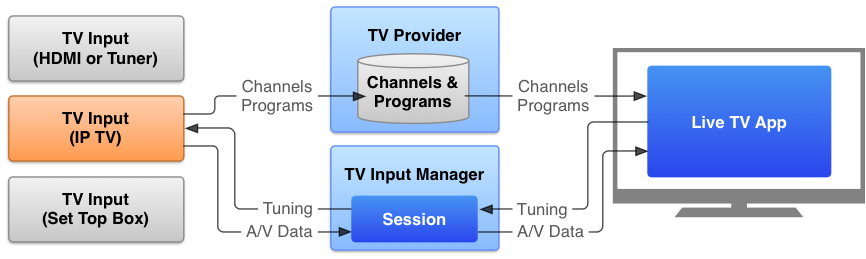 TV Input
(HDMI or Tuner)
TV Input
(IP TV)
TV Input
(Set Top Box)
Channels
Programs
Tuning
A/V Data
TV Provider
Channels &
Programs
TV Input Manager
Session
Channels
Programs
Tuning
A/V Data
Live TV App